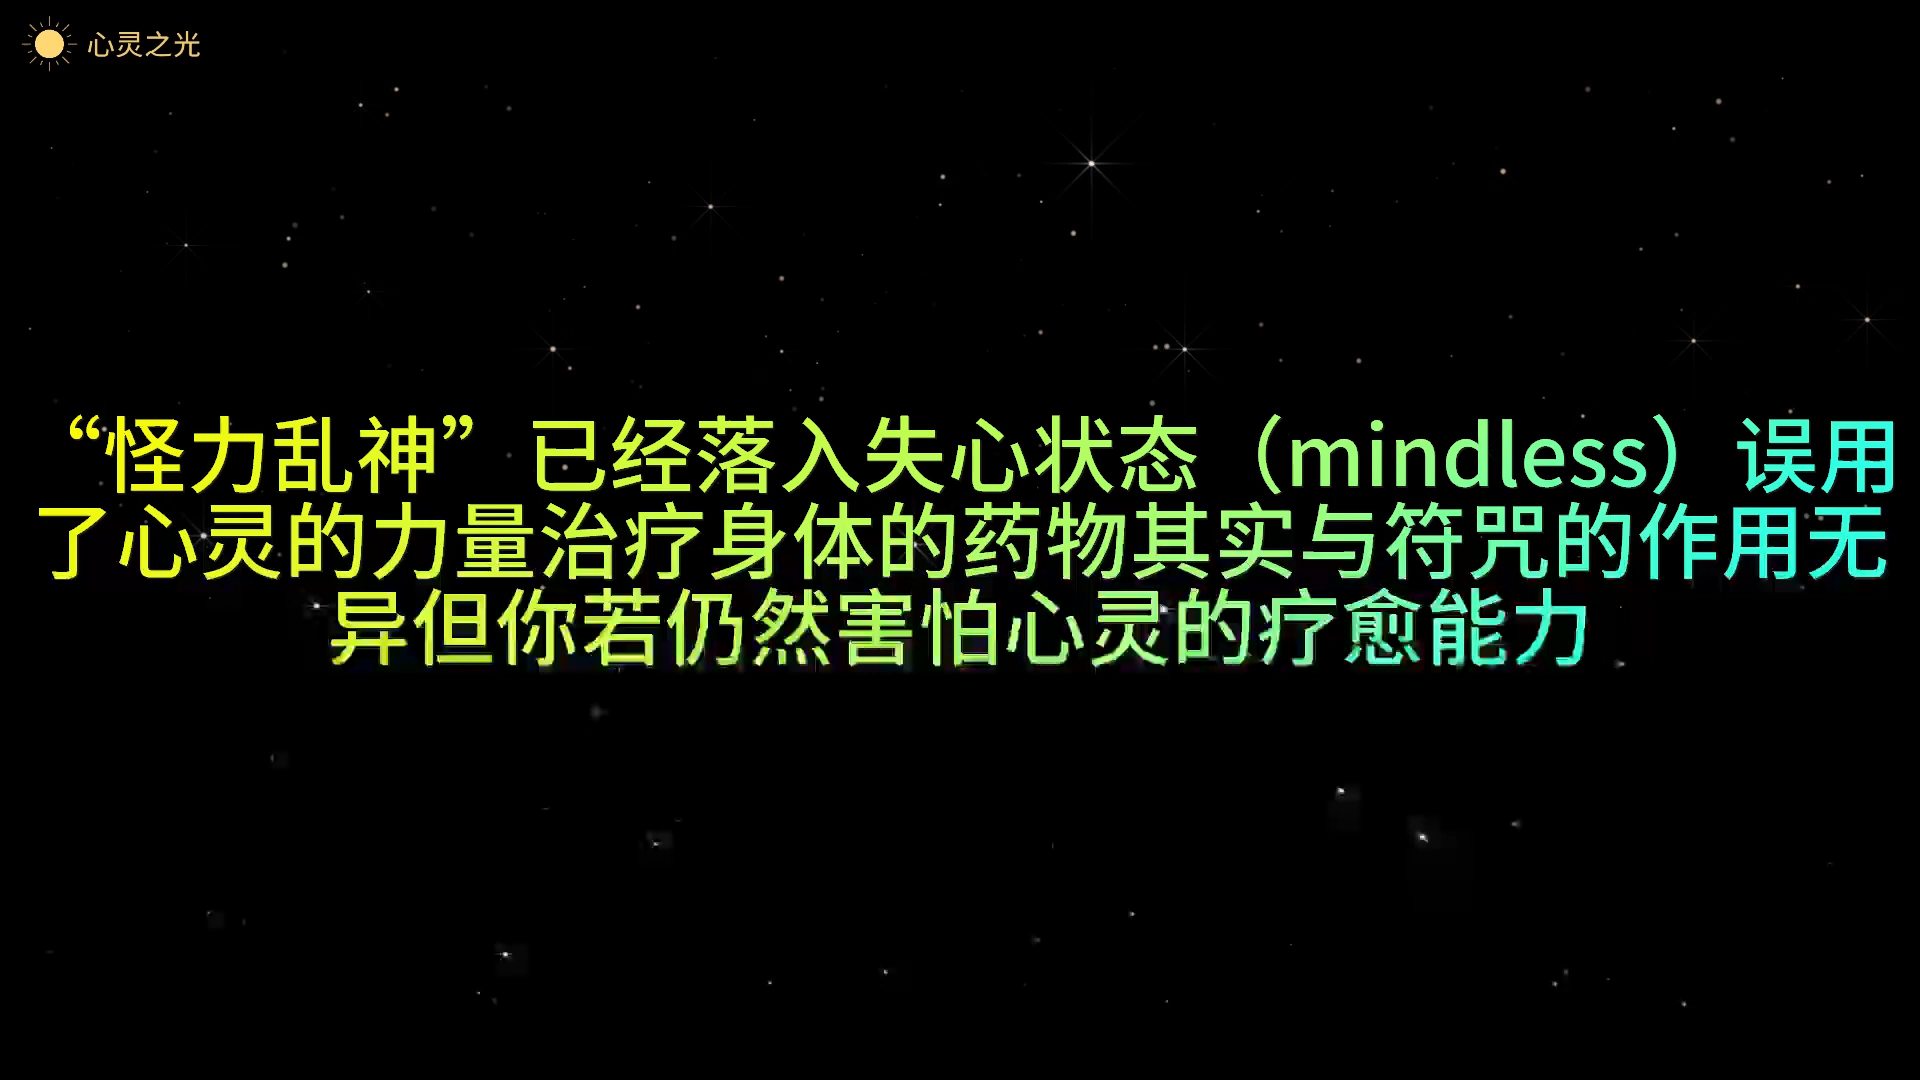 心灵之光
“怪力乱神”已经落入失心状态（mindless）误用
了心灵的力量治疗身体的药物其实与符咒的作用无
异但你若仍然害怕心灵的疗愈能力